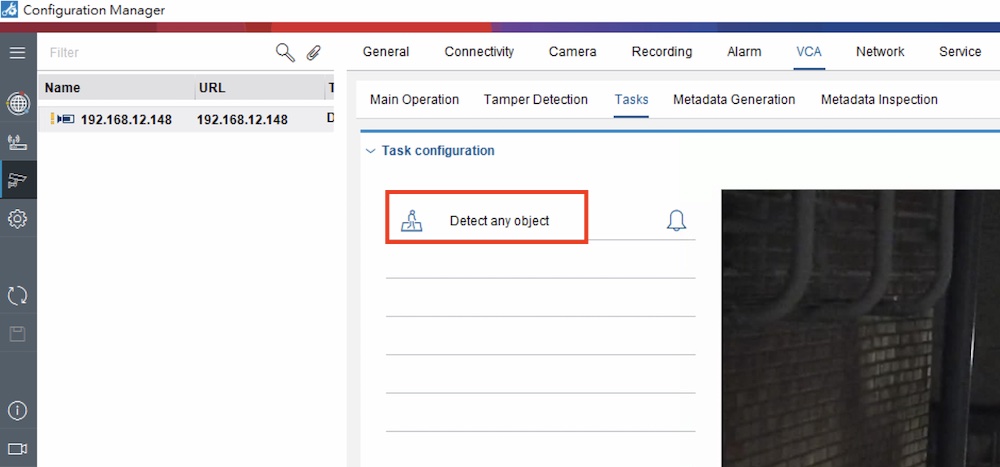 Configuration Manager
Filter
General Connectivity Camera Recording Alarm VCA Network Service
Name URL T
Main Operation Tamper Detection Tasks Metadata Generation Metadata Inspection
192.168.12.148 192.168.12.148 D
Task configuration
Detect any object